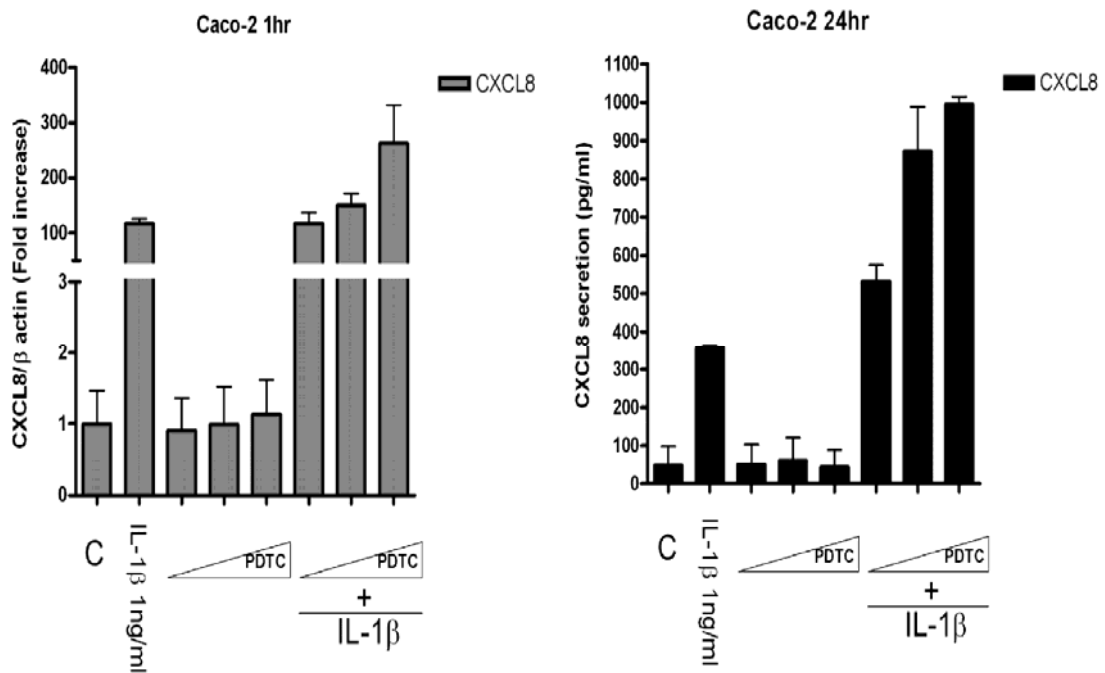 Caco-2 1hr
CXCL8
CXCL8/β actin (Fold increase)
400
300
200
100
3
2
1
0
C
IL-1β 1ng/ml
PDTC
PDTC
+
IL-1β
Caco-2 24hr
CXCL8
CXCL8 secretion (pg/ml)
1100
1000
900
800
700
600
500
400
300
200
100
0
C
IL-1β 1ng/ml
PDTC
PDTC
+
IL-1β